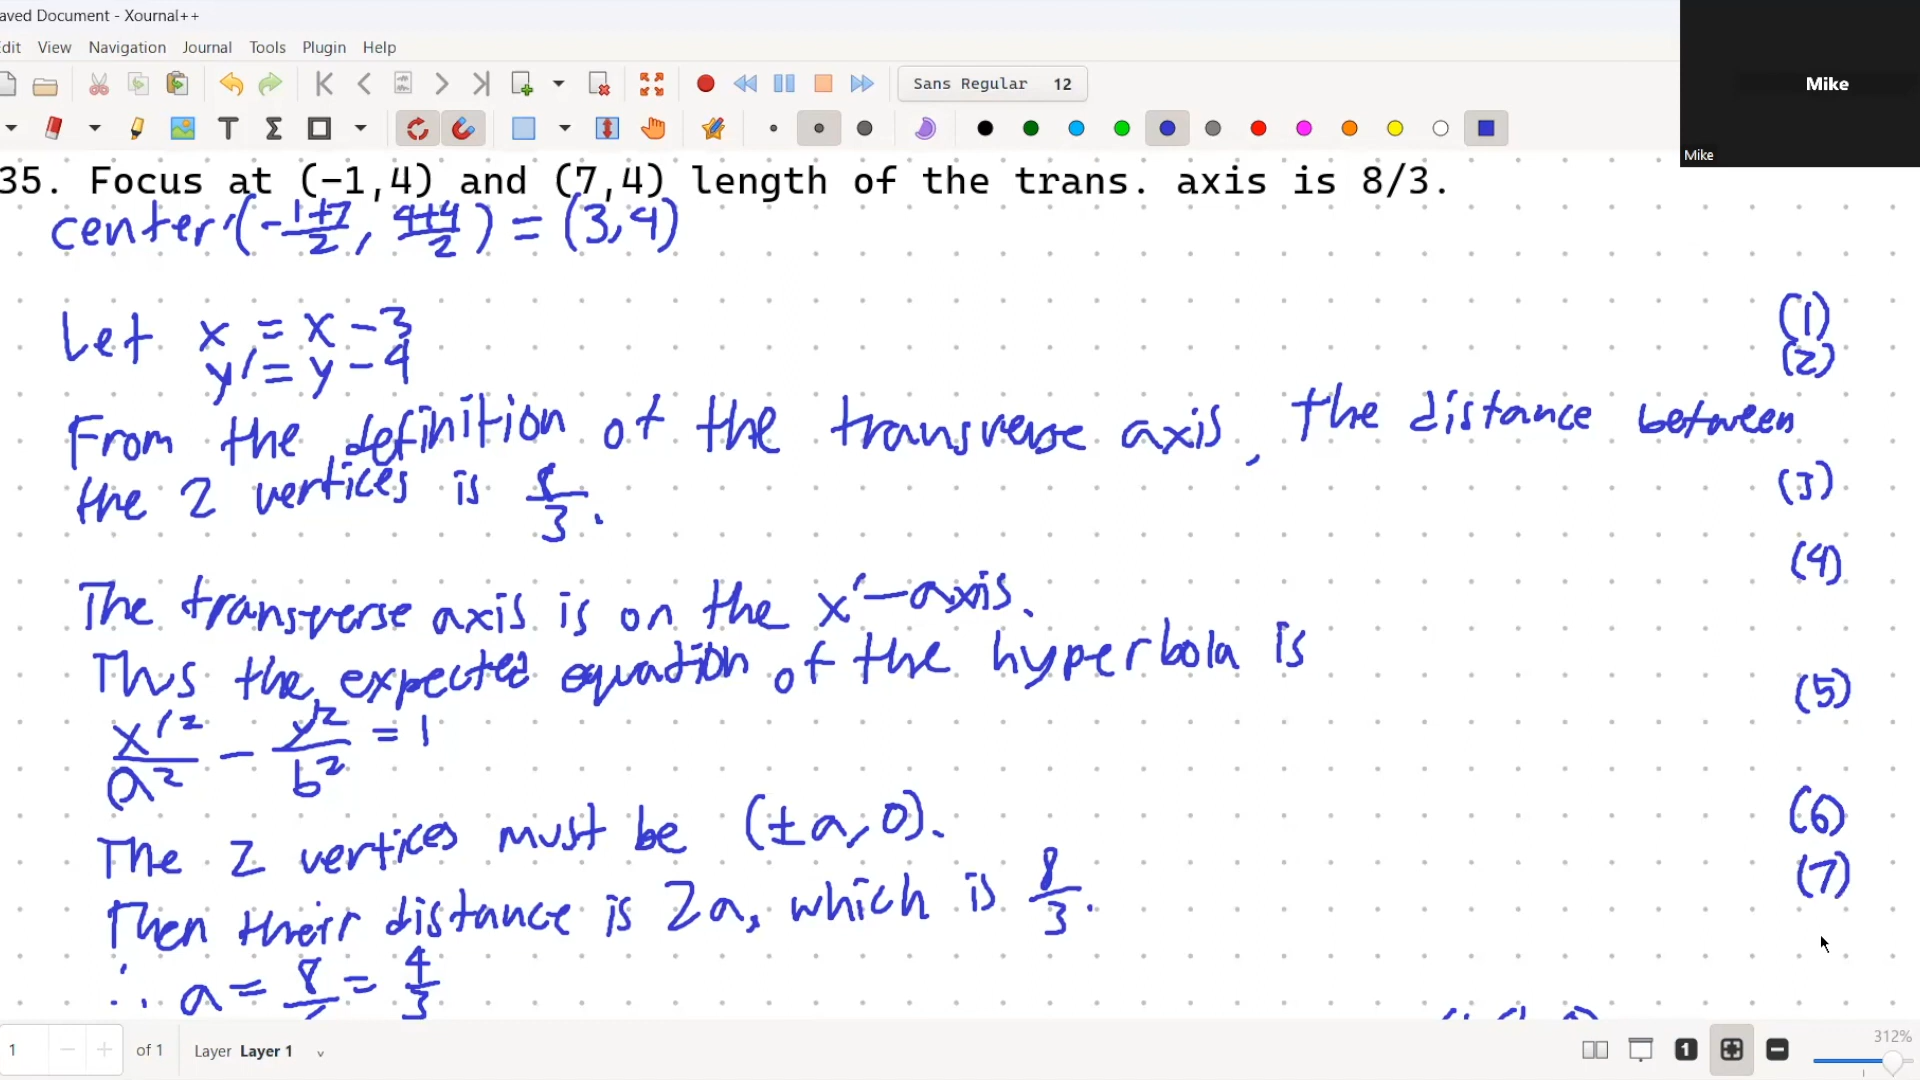 aved Document - Xournal++
Mike
dit View Navigation Journal Tools Plugin Help
Sans Regular 12
Mike
35. Focus at (-1,4) and (7,4) length of the trans. axis is 8/3.
center (-1+7/2, 4+4/2) = (3,4)
Let x = x - 3 (1)
y' = y - 4 (2)
From the definition of the transverse axis, the distance between
the 2 vertices is 8/3. (3)
(4)
The transverse axis is on the x'-axis.
Thus the expected equation of the hyperbola is
(5)
x'²/a² - y'²/b² = 1
The 2 vertices must be (±a, 0). (6)
Then their distance is 2a, which is 8/3. (7)
∴ a = 8/ = 4/3
1 of 1 Layer Layer 1 312%